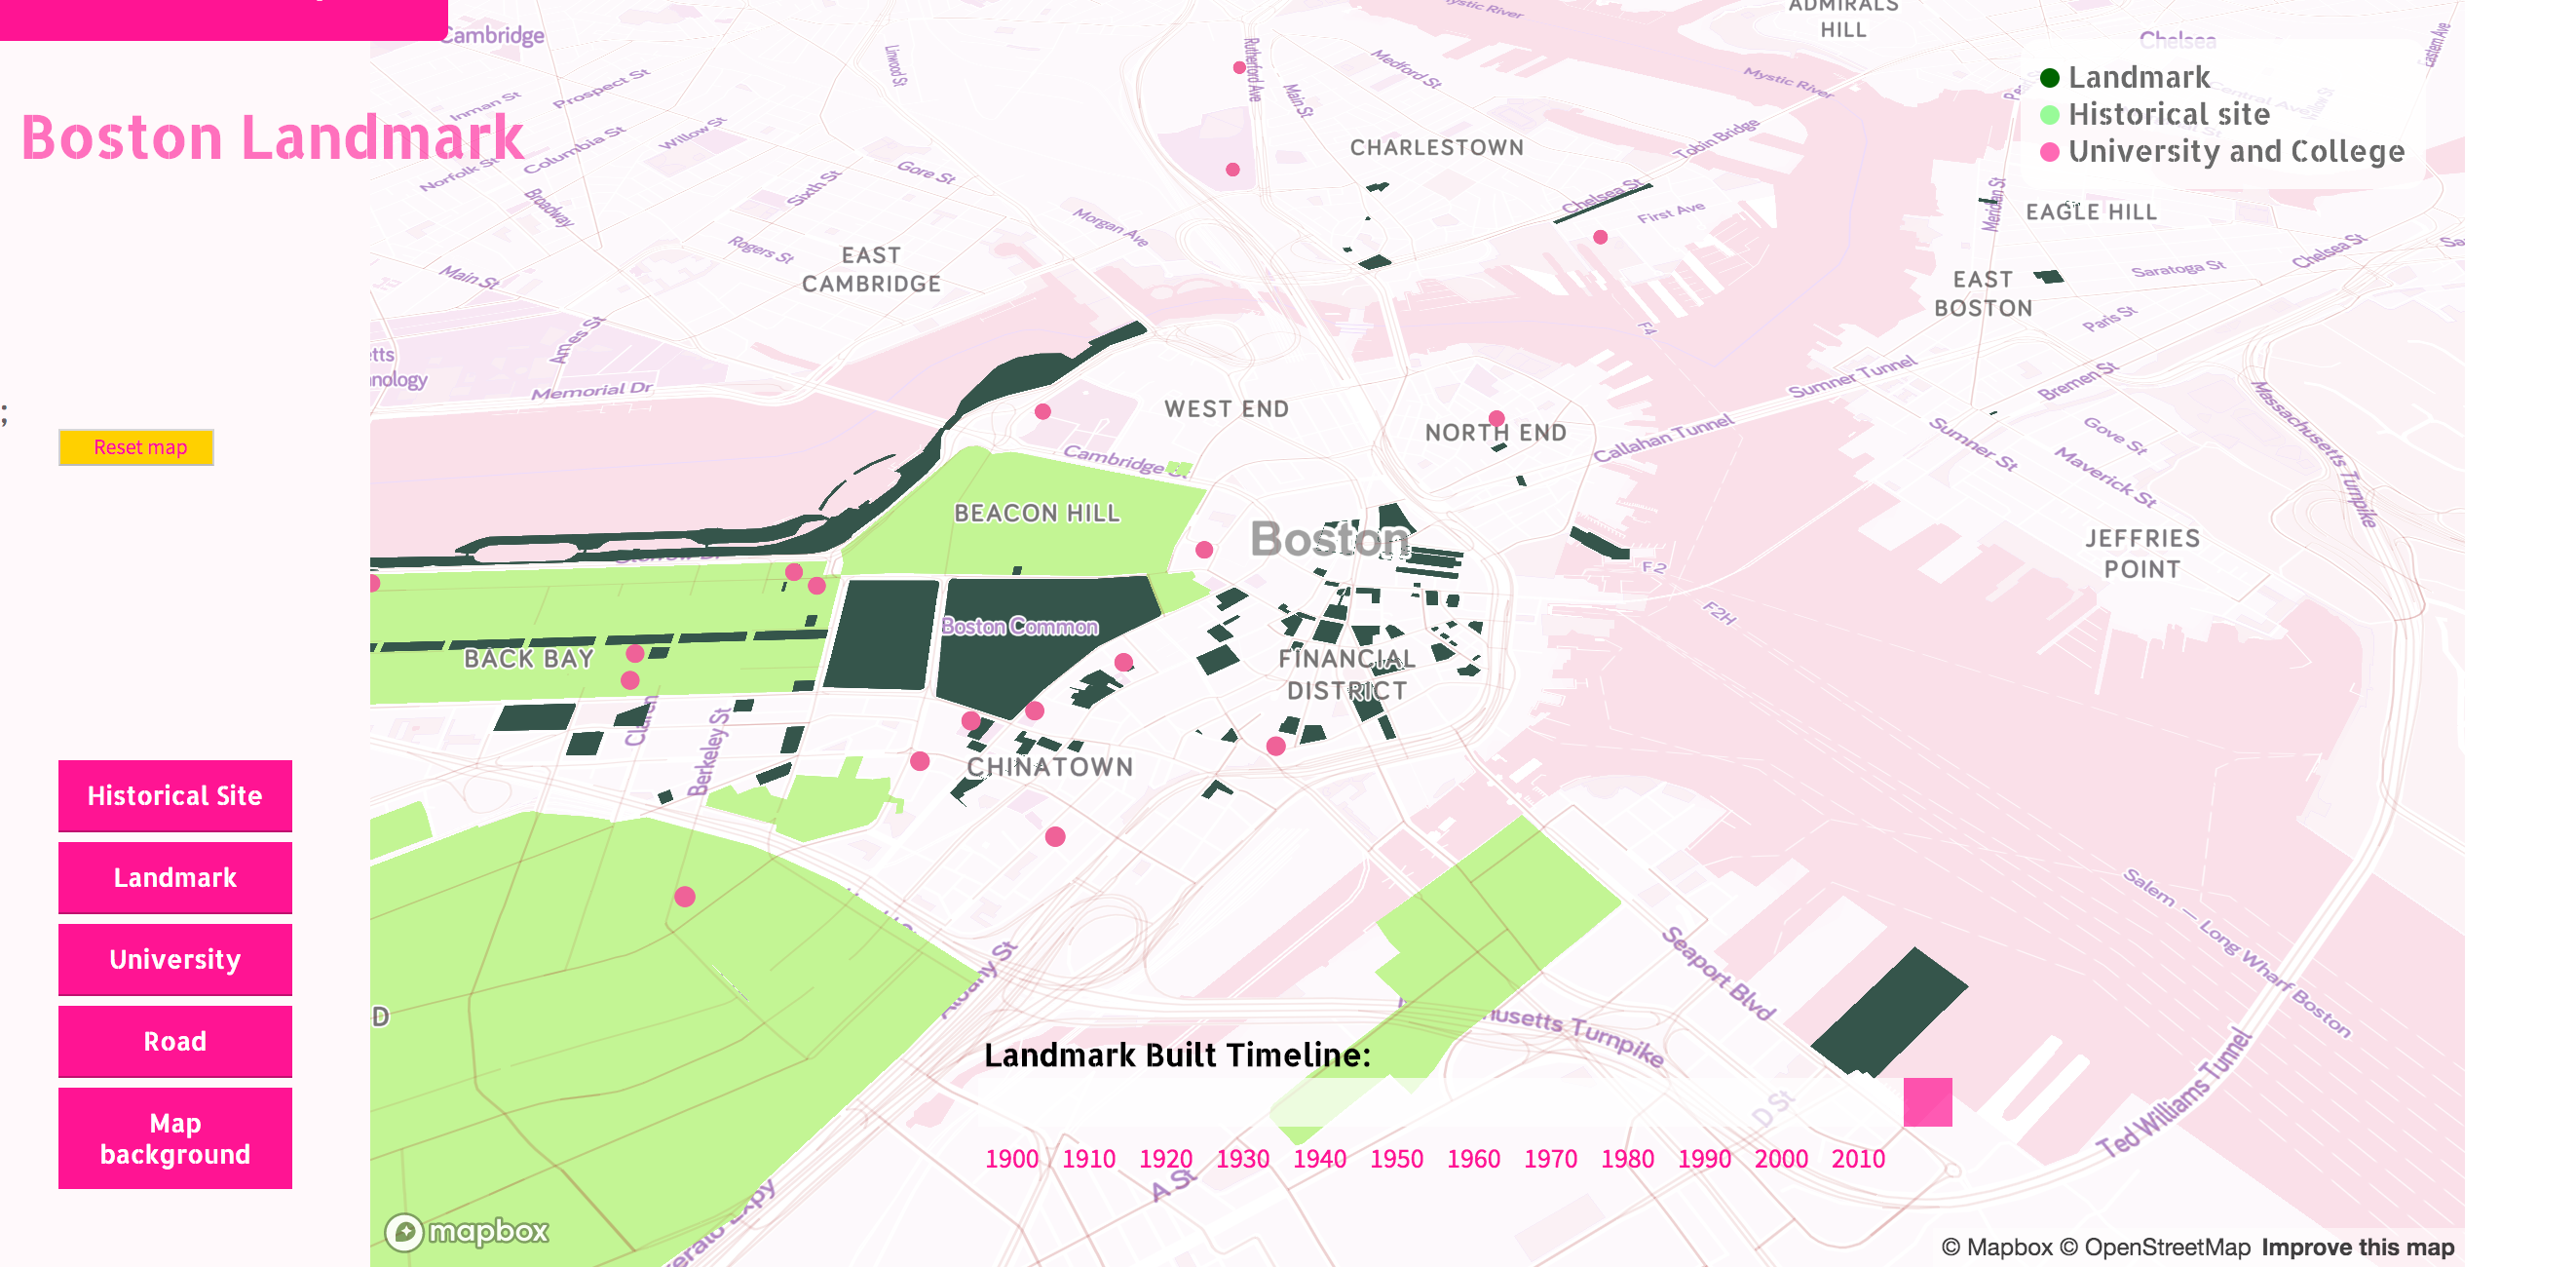 Boston Landmark
;
Reset map
Historical Site
Landmark
University
Road
Map
background
Landmark
Historical site
University and College
Cambridge
Inman St
Prospect St
Columbia St
Willow St
Norfolk St
Broadway
Linwood St
Gore St
Sixth St
Rogers St
Main St
Ames St
Memorial Dr
Morgan Ave
EAST
CAMBRIDGE
Rutherford Ave
Main St
Medford St
Mystic River
Mystic River
ADMIRALS
HILL
Chelsea
Eastern Ave
CHARLESTOWN
Tobin Bridge
Chelsea St
First Ave
Meridian St
EAGLE HILL
Chelsea St
Saratoga St
EAST
BOSTON
Paris St
Bremen St
Sumner Tunnel
Callahan Tunnel
Gove St
Sumner St
Maverick St
Massachusetts Turnpike
JEFFRIES
POINT
F4
F2
F2H
WEST END
NORTH END
Cambridge St
BEACON HILL
Boston
Boston Common
BACK BAY
Berkeley St
CHINATOWN
FINANCIAL
DISTRICT
D
Albany St
Seaport Blvd
husetts Turnpike
Salem — Long Wharf Boston
Ted Williams Tunnel
D St
A St
Landmark Built Timeline:
1900 1910 1920 1930 1940 1950 1960 1970 1980 1990 2000 2010
mapbox
© Mapbox © OpenStreetMap Improve this map